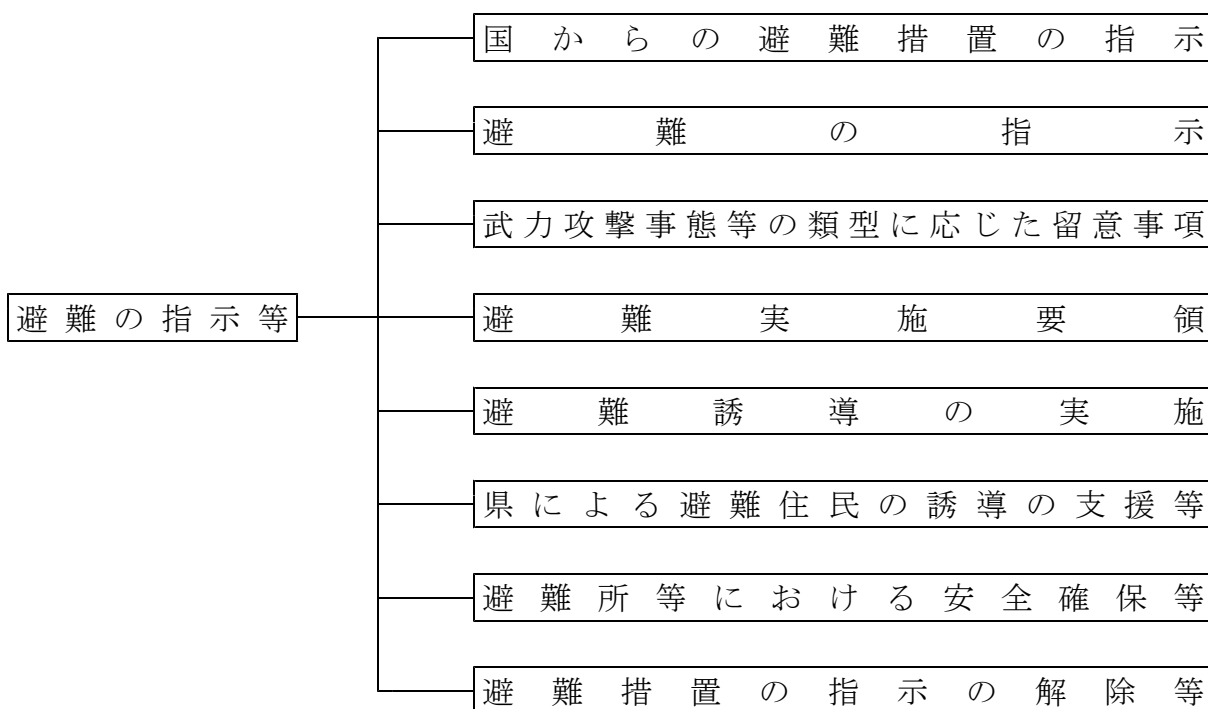 国からの避難措置の指示
避難の指示
武力攻撃事態等の類型に応じた留意事項
避難の指示等
避難実施要領
避難誘導の実施
県による避難住民の誘導の支援等
避難所等における安全確保等
避難措置の指示の解除等